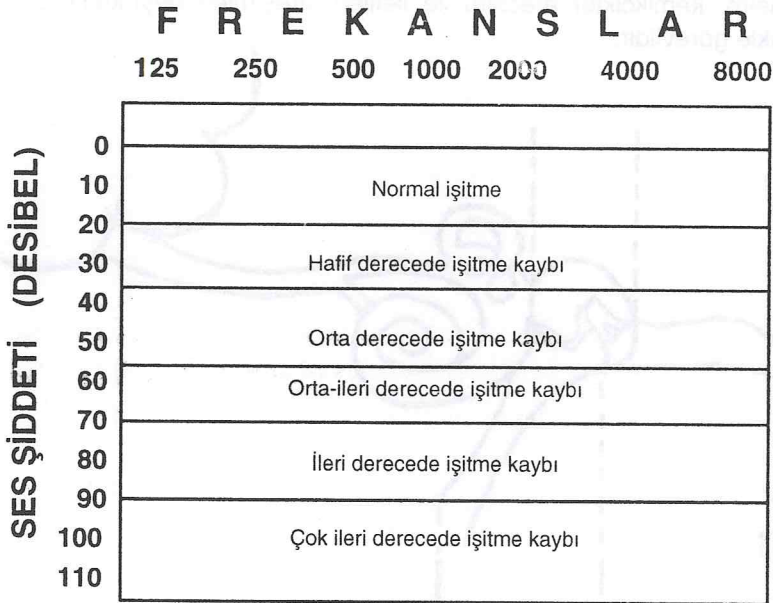 F R E K A N S L A R
125 250 500 1000 2000 4000 8000
SES ŞİDDETİ (DESİBEL)
0
10 Normal işitme
20
30 Hafif derecede işitme kaybı
40
50 Orta derecede işitme kaybı
60 Orta-ileri derecede işitme kaybı
70
80 İleri derecede işitme kaybı
90
100 Çok ileri derecede işitme kaybı
110